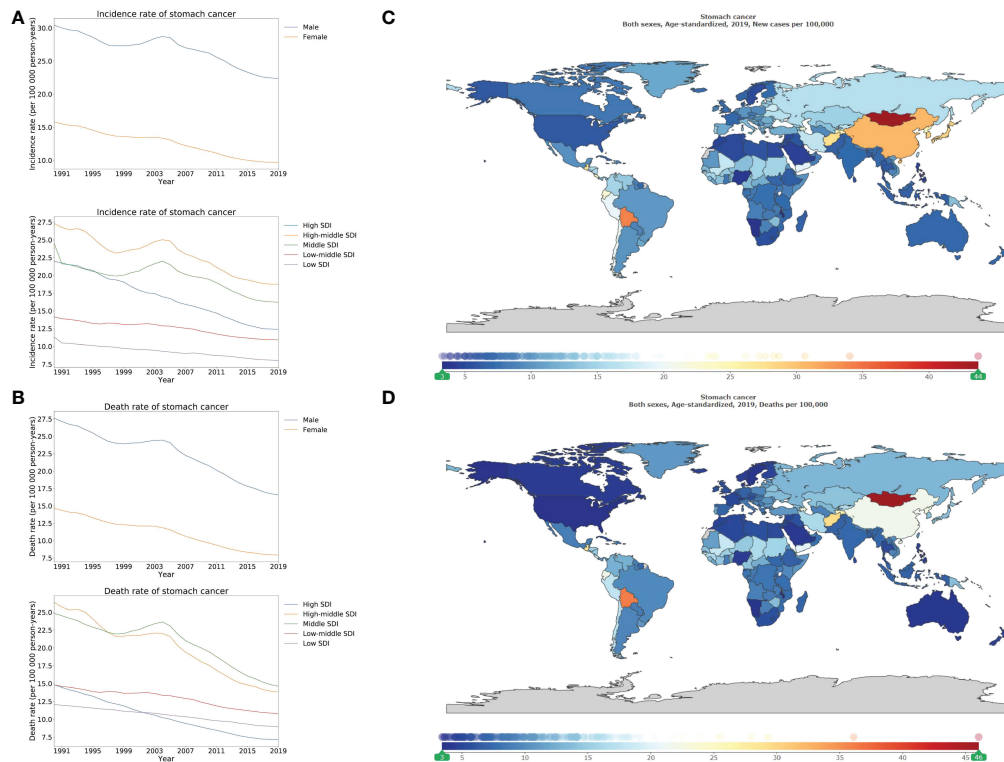 A
Incidence rate of stomach cancer
Incidence rate (per 100 000 person-years)
30.0
25.0
20.0
15.0
10.0
1991 1995 1999 2003 2007 2011 2015 2019
Year
Male
Female
Incidence rate of stomach cancer
Incidence rate (per 100 000 person-years)
27.5
25.0
22.5
20.0
17.5
15.0
12.5
10.0
7.5
1991 1995 1999 2003 2007 2011 2015 2019
Year
High SDI
High-middle SDI
Middle SDI
Low-middle SDI
Low SDI
B
Death rate of stomach cancer
Death rate (per 100 000 person-years)
27.5
25.0
22.5
20.0
17.5
15.0
12.5
10.0
7.5
1991 1995 1999 2003 2007 2011 2015 2019
Year
Male
Female
Death rate of stomach cancer
Death rate (per 100 000 person-years)
25.0
22.5
20.0
17.5
15.0
12.5
10.0
7.5
1991 1995 1999 2003 2007 2011 2015 2019
Year
High SDI
High-middle SDI
Middle SDI
Low-middle SDI
Low SDI
C
Stomach cancer
Both sexes, Age-standardized, 2019, New cases per 100,000
3 5 10 15 20 25 30 35 40 44
D
Stomach cancer
Both sexes, Age-standardized, 2019, Deaths per 100,000
3 5 10 15 20 25 30 35 40 45 46